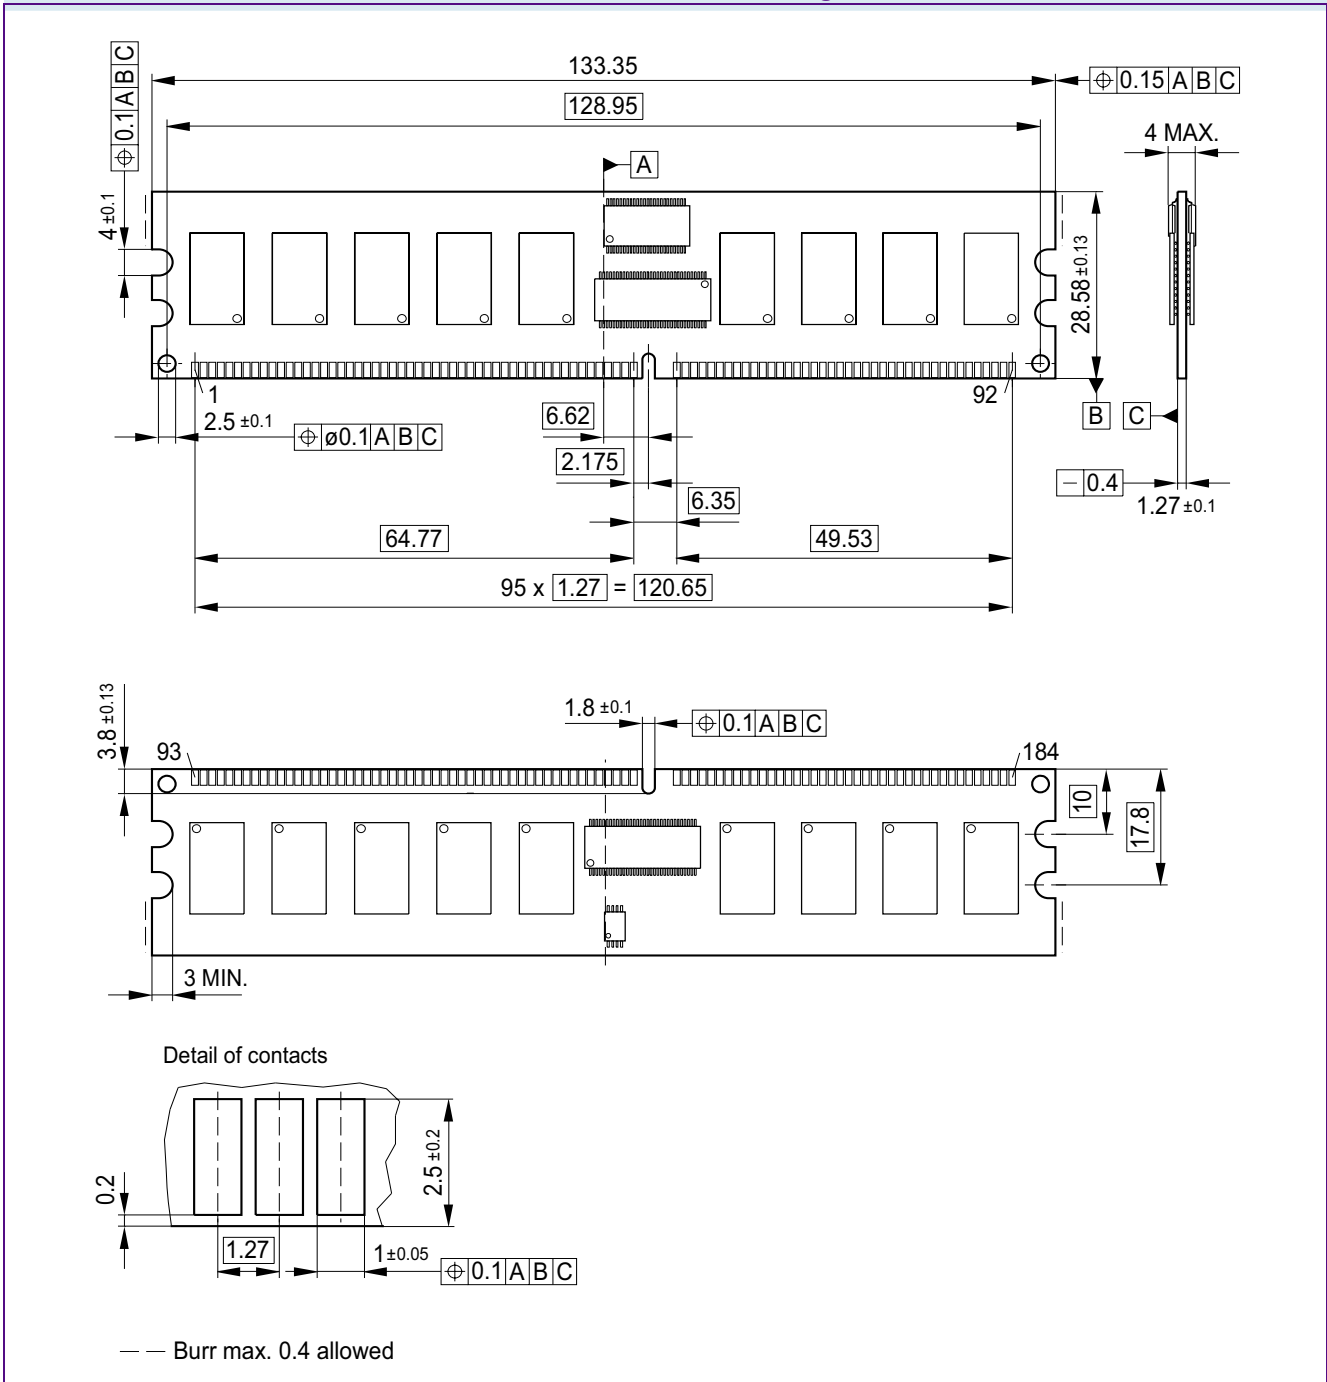 133.35
⌖ 0.1 A B C
⌖ 0.15 A B C
128.95
4 MAX.
A
4 ±0.1
28.58 ±0.13
1
92
2.5 ±0.1
⌖ ø0.1 A B C
6.62
B
C
2.175
— 0.4
6.35
1.27 ±0.1
64.77
49.53
95 x 1.27 = 120.65
3.8 ±0.13
1.8 ±0.1
⌖ 0.1 A B C
93
184
10
17.8
3 MIN.
Detail of contacts
0.2
2.5 ±0.2
1.27
1 ±0.05
⌖ 0.1 A B C
— — Burr max. 0.4 allowed